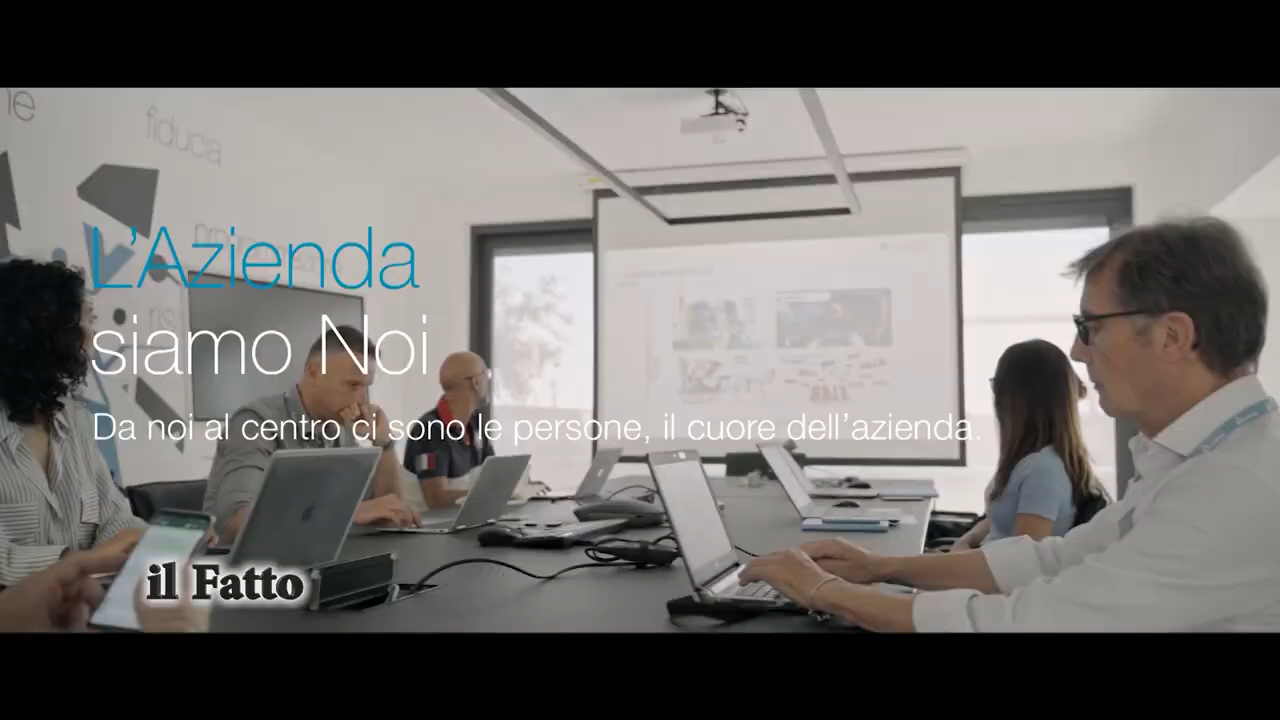 fiducia
L'Azienda
siamo Noi
Da noi al centro ci sono le persone, il cuore dell'azienda.
il Fatto